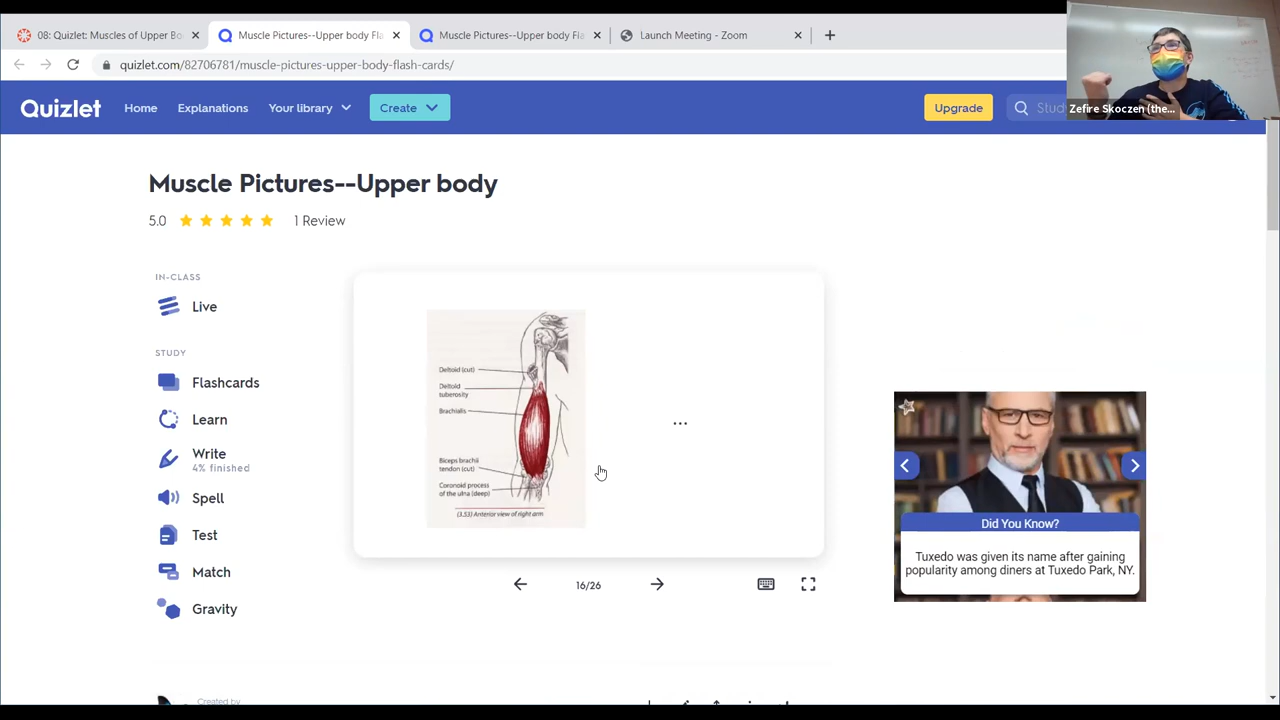 08: Quizlet: Muscles of Upper Bo
Muscle Pictures--Upper body Fla
Muscle Pictures--Upper body Fla
Launch Meeting - Zoom
quizlet.com/82706781/muscle-pictures-upper-body-flash-cards/
Quizlet
Home
Explanations
Your library
Create
Upgrade
Stud
Zefire Skoczen (the...
Muscle Pictures--Upper body
5.0
1 Review
IN-CLASS
Live
STUDY
Flashcards
Learn
Write
4% finished
Spell
Test
Match
Gravity
Deltoid (cut)
Deltoid
tuberosity
Brachialis
Biceps brachii
tendon (cut)
Coronoid process
of the ulna (deep)
(3.53) Anterior view of right arm
...
16/26
Did You Know?
Tuxedo was given its name after gaining
popularity among diners at Tuxedo Park, NY.
Created by